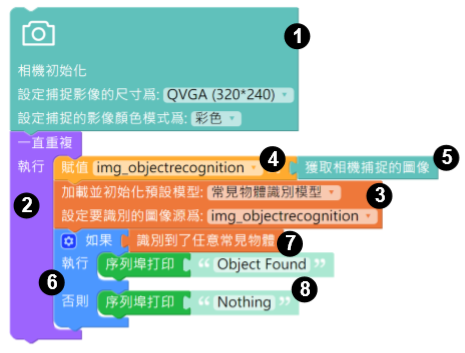 1
相機初始化
設定捕捉影像的尺寸爲: QVGA (320*240)
設定捕捉的影像顏色模式爲: 彩色
一直重複
執行 賦值 img_objectrecognition 4 獲取相機捕捉的圖像 5
2 加載並初始化預設模型: 常見物體識別模型 3
設定要識別的圖像源爲: img_objectrecognition
如果 識別到了任意常見物體 7
執行 序列埠打印 “ Object Found ”
6 8
否則 序列埠打印 “ Nothing ”